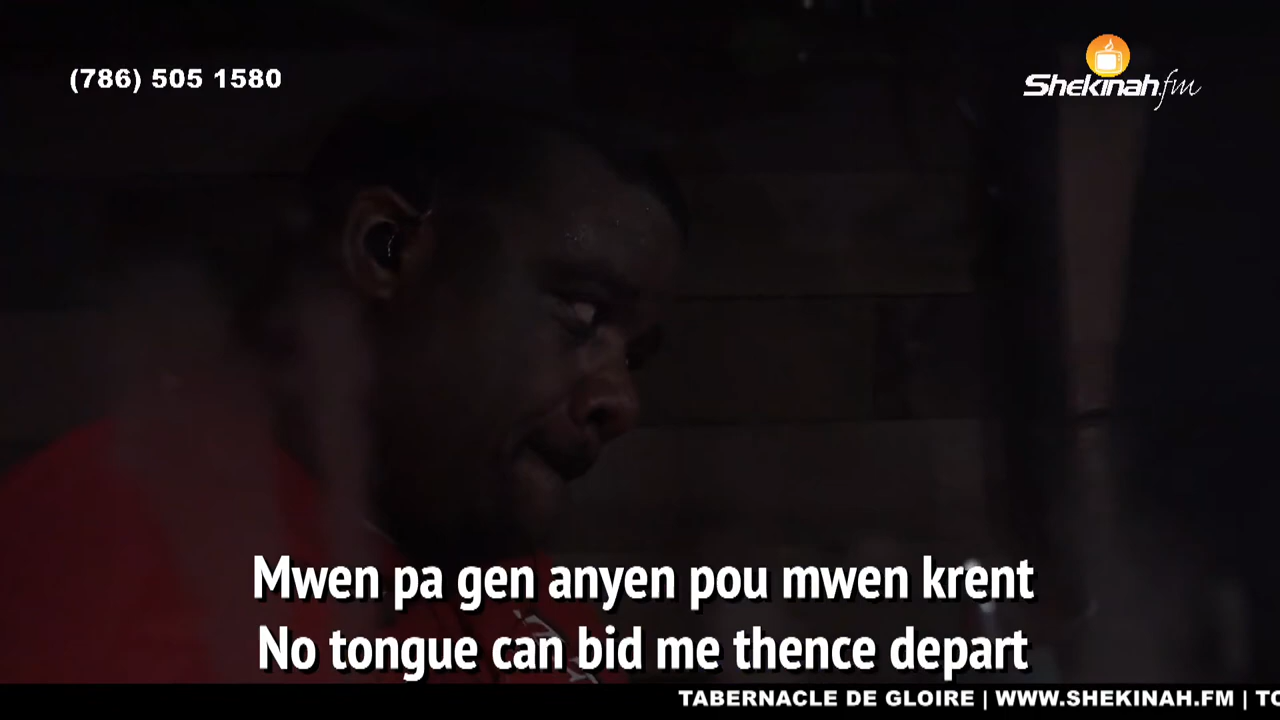 (786) 505 1580
Shekinah.fm
Mwen pa gen anyen pou mwen krent
No tongue can bid me thence depart
TABERNACLE DE GLOIRE | WWW.SHEKINAH.FM |